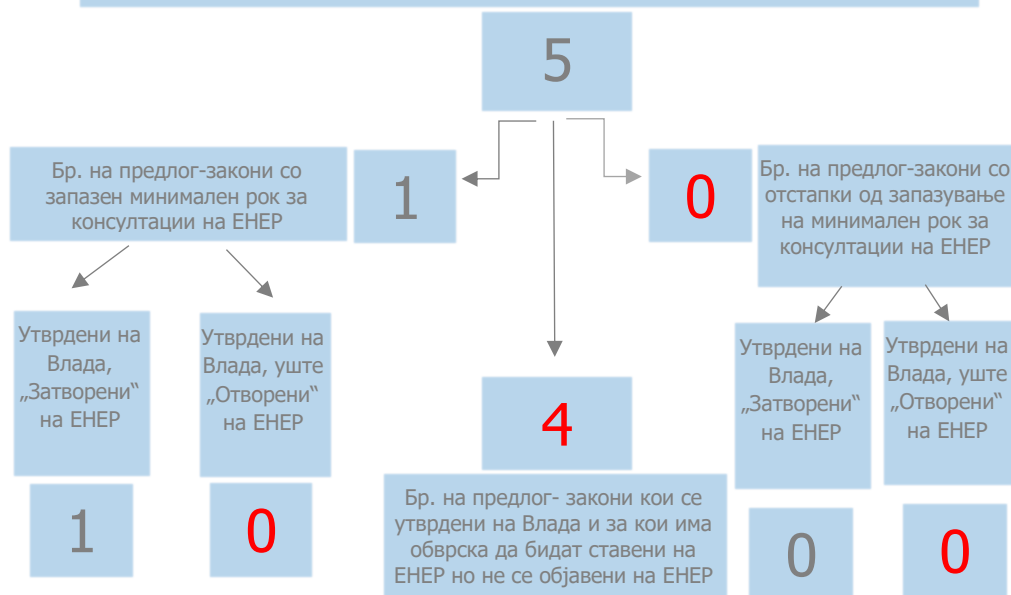 5
Бр. на предлог-закони со
запазен минимален рок за
консултации на ЕНЕР
1
0
Бр. на предлог-закони со
отстапки од запазување
на минимален рок за
консултации на ЕНЕР
Утврдени на
Влада,
„Затворени“
на ЕНЕР
Утврдени на
Влада, уште
„Отворени“
на ЕНЕР
4
Утврдени на
Влада,
„Затворени“
на ЕНЕР
Утврдени на
Влада, уште
„Отворени“
на ЕНЕР
1
0
Бр. на предлог- закони кои се
утврдени на Влада и за кои има
обврска да бидат ставени на
ЕНЕР но не се објавени на ЕНЕР
0
0